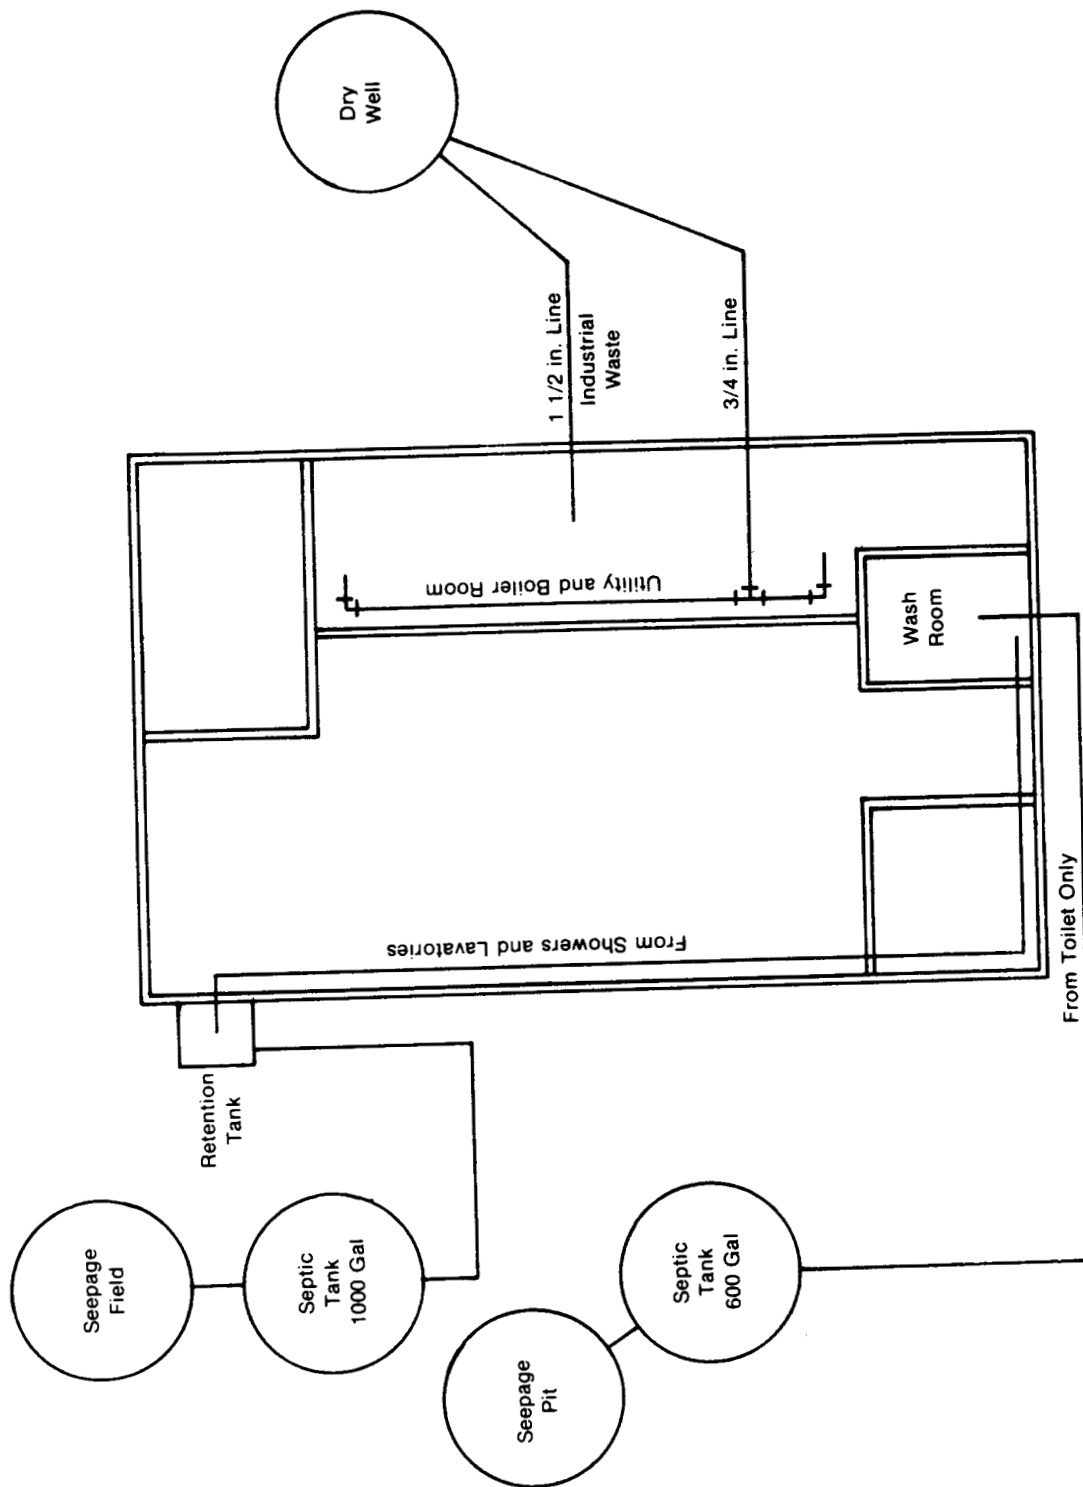 Dry
Well
1 1/2 in. Line
Industrial
Waste
3/4 in. Line
Utility and Boiler Room
Wash
Room
From Showers and Lavatories
From Toilet Only
Retention
Tank
Seepage
Field
Septic
Tank
1000 Gal
Septic
Tank
600 Gal
Seepage
Pit